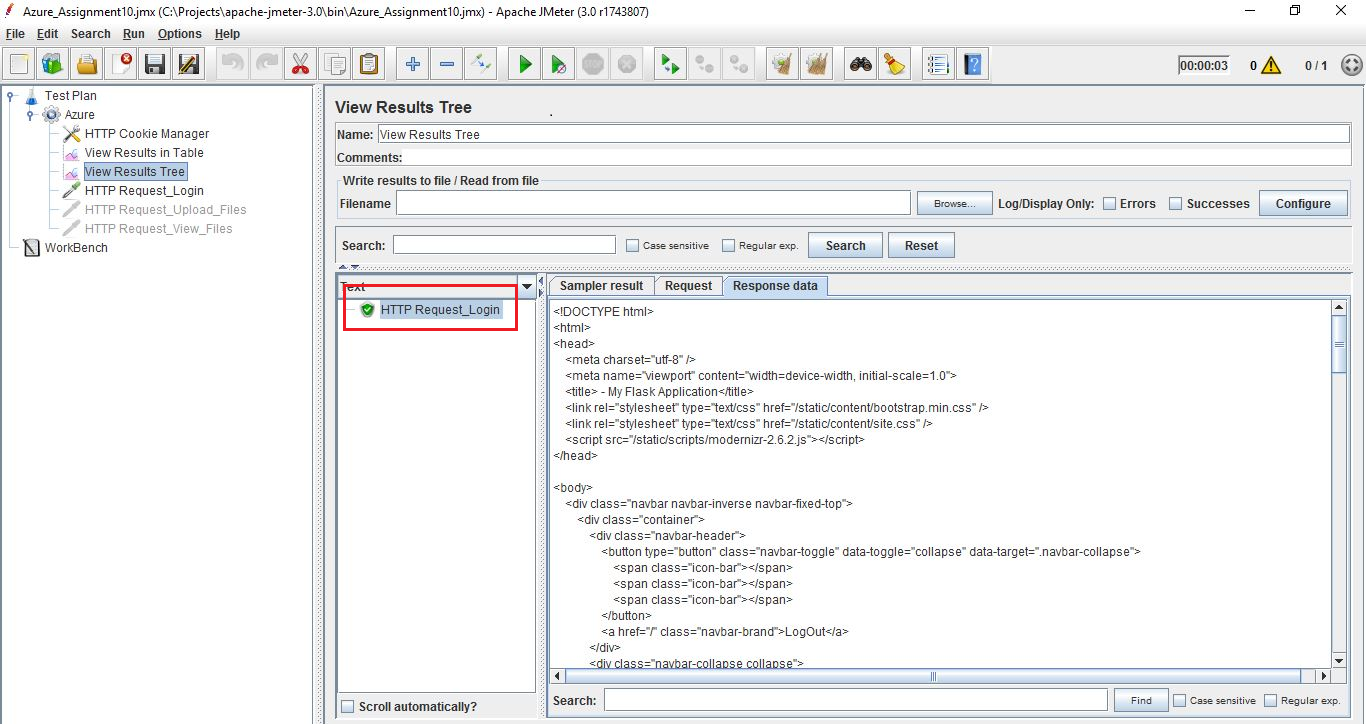 Azure_Assignment10.jmx (C:\Projects\apache-jmeter-3.0\bin\Azure_Assignment10.jmx) - Apache JMeter (3.0 r1743807)
File Edit Search Run Options Help
00:00:03 0 0 / 1
Test Plan
Azure
HTTP Cookie Manager
View Results in Table
View Results Tree
HTTP Request_Login
HTTP Request_Upload_Files
HTTP Request_View_Files
WorkBench
View Results Tree
Name: View Results Tree
Comments:
Write results to file / Read from file
Filename Browse... Log/Display Only: Errors Successes Configure
Search: Case sensitive Regular exp. Search Reset
Text
HTTP Request_Login
Scroll automatically?
Sampler result Request Response data
<!DOCTYPE html>
<html>
<head>
<meta charset="utf-8" />
<meta name="viewport" content="width=device-width, initial-scale=1.0">
<title> - My Flask Application</title>
<link rel="stylesheet" type="text/css" href="/static/content/bootstrap.min.css" />
<link rel="stylesheet" type="text/css" href="/static/content/site.css" />
<script src="/static/scripts/modernizr-2.6.2.js"></script>
</head>
<body>
<div class="navbar navbar-inverse navbar-fixed-top">
<div class="container">
<div class="navbar-header">
<button type="button" class="navbar-toggle" data-toggle="collapse" data-target=".navbar-collapse">
<span class="icon-bar"></span>
<span class="icon-bar"></span>
<span class="icon-bar"></span>
</button>
<a href="/" class="navbar-brand">LogOut</a>
</div>
<div class="navbar-collapse collapse">
Search: Find Case sensitive Regular exp.